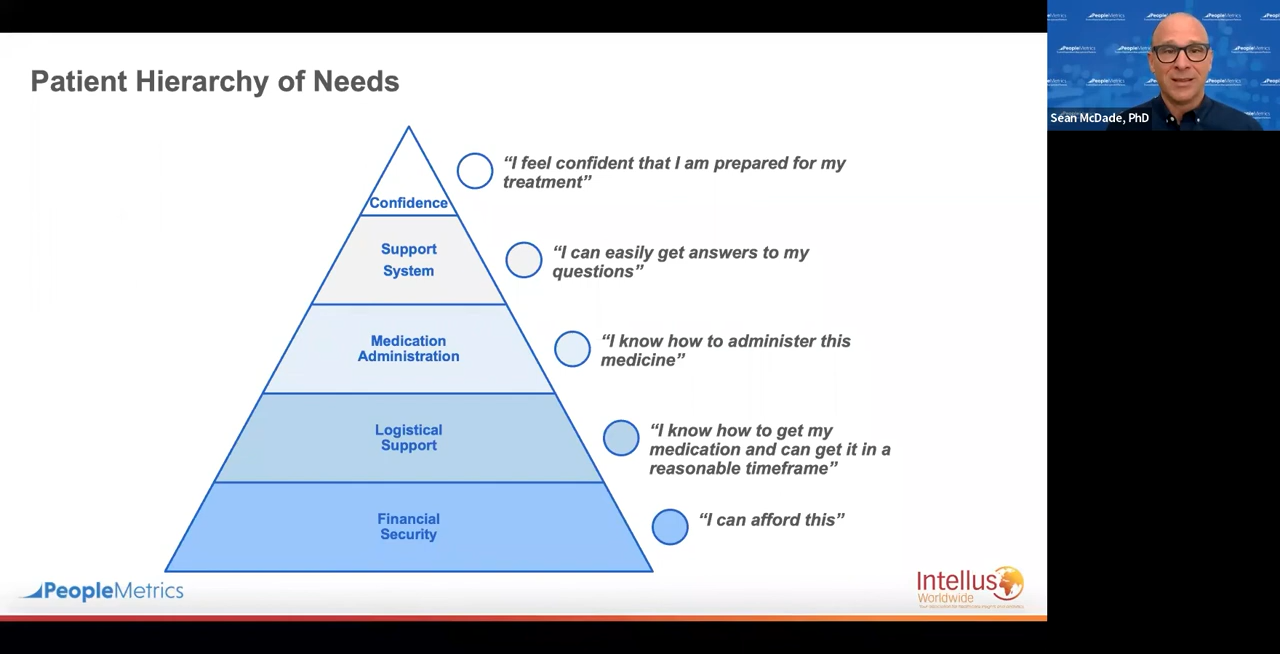 Patient Hierarchy of Needs
Confidence
“I feel confident that I am prepared for my
treatment”
Support
System
“I can easily get answers to my
questions”
Medication
Administration
“I know how to administer this
medicine”
Logistical
Support
“I know how to get my
medication and can get it in a
reasonable timeframe”
Financial
Security
“I can afford this”
PeopleMetrics
Intellus
Worldwide
Sean McDade, PhD
PeopleMetrics